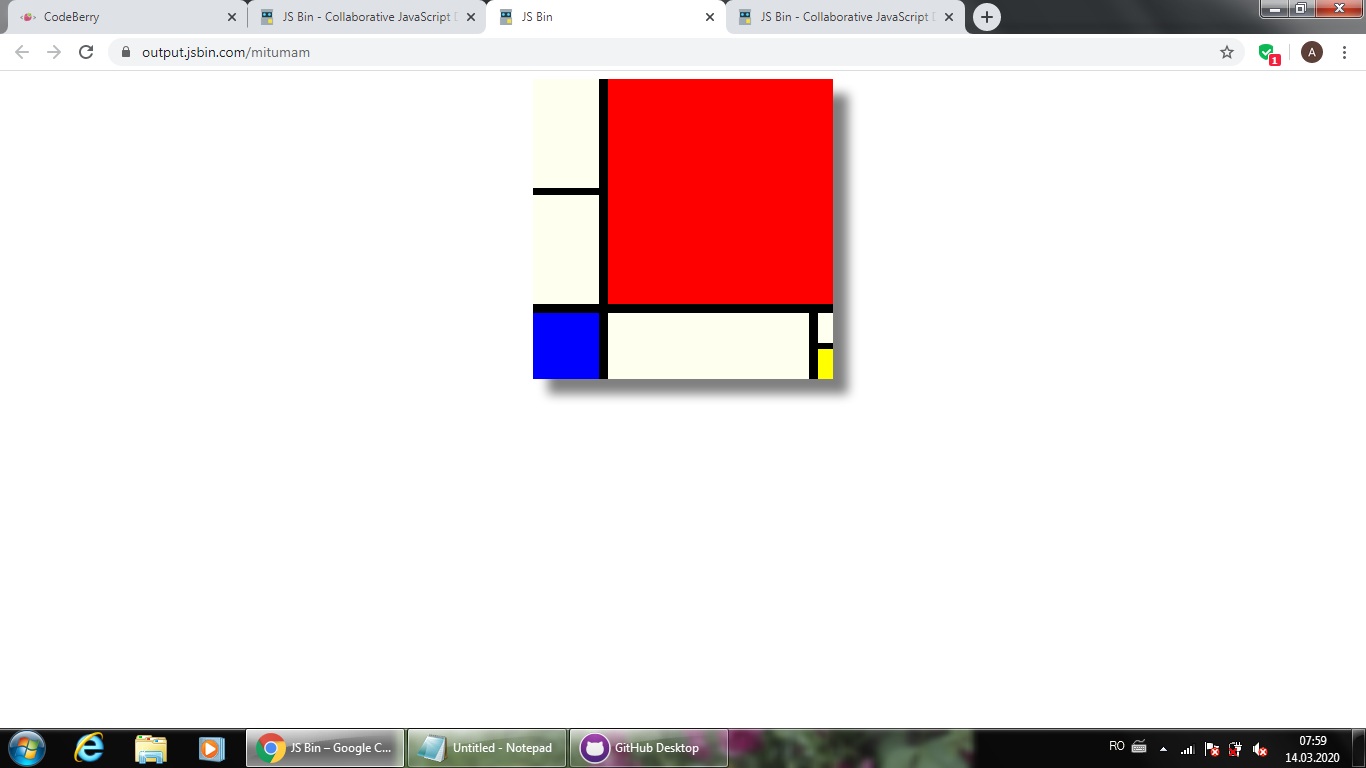 CodeBerry
JS Bin - Collaborative JavaScript
JS Bin
JS Bin - Collaborative JavaScript
output.jsbin.com/mitumam
1
A
JS Bin – Google C...
Untitled - Notepad
GitHub Desktop
RO
07:59
14.03.2020